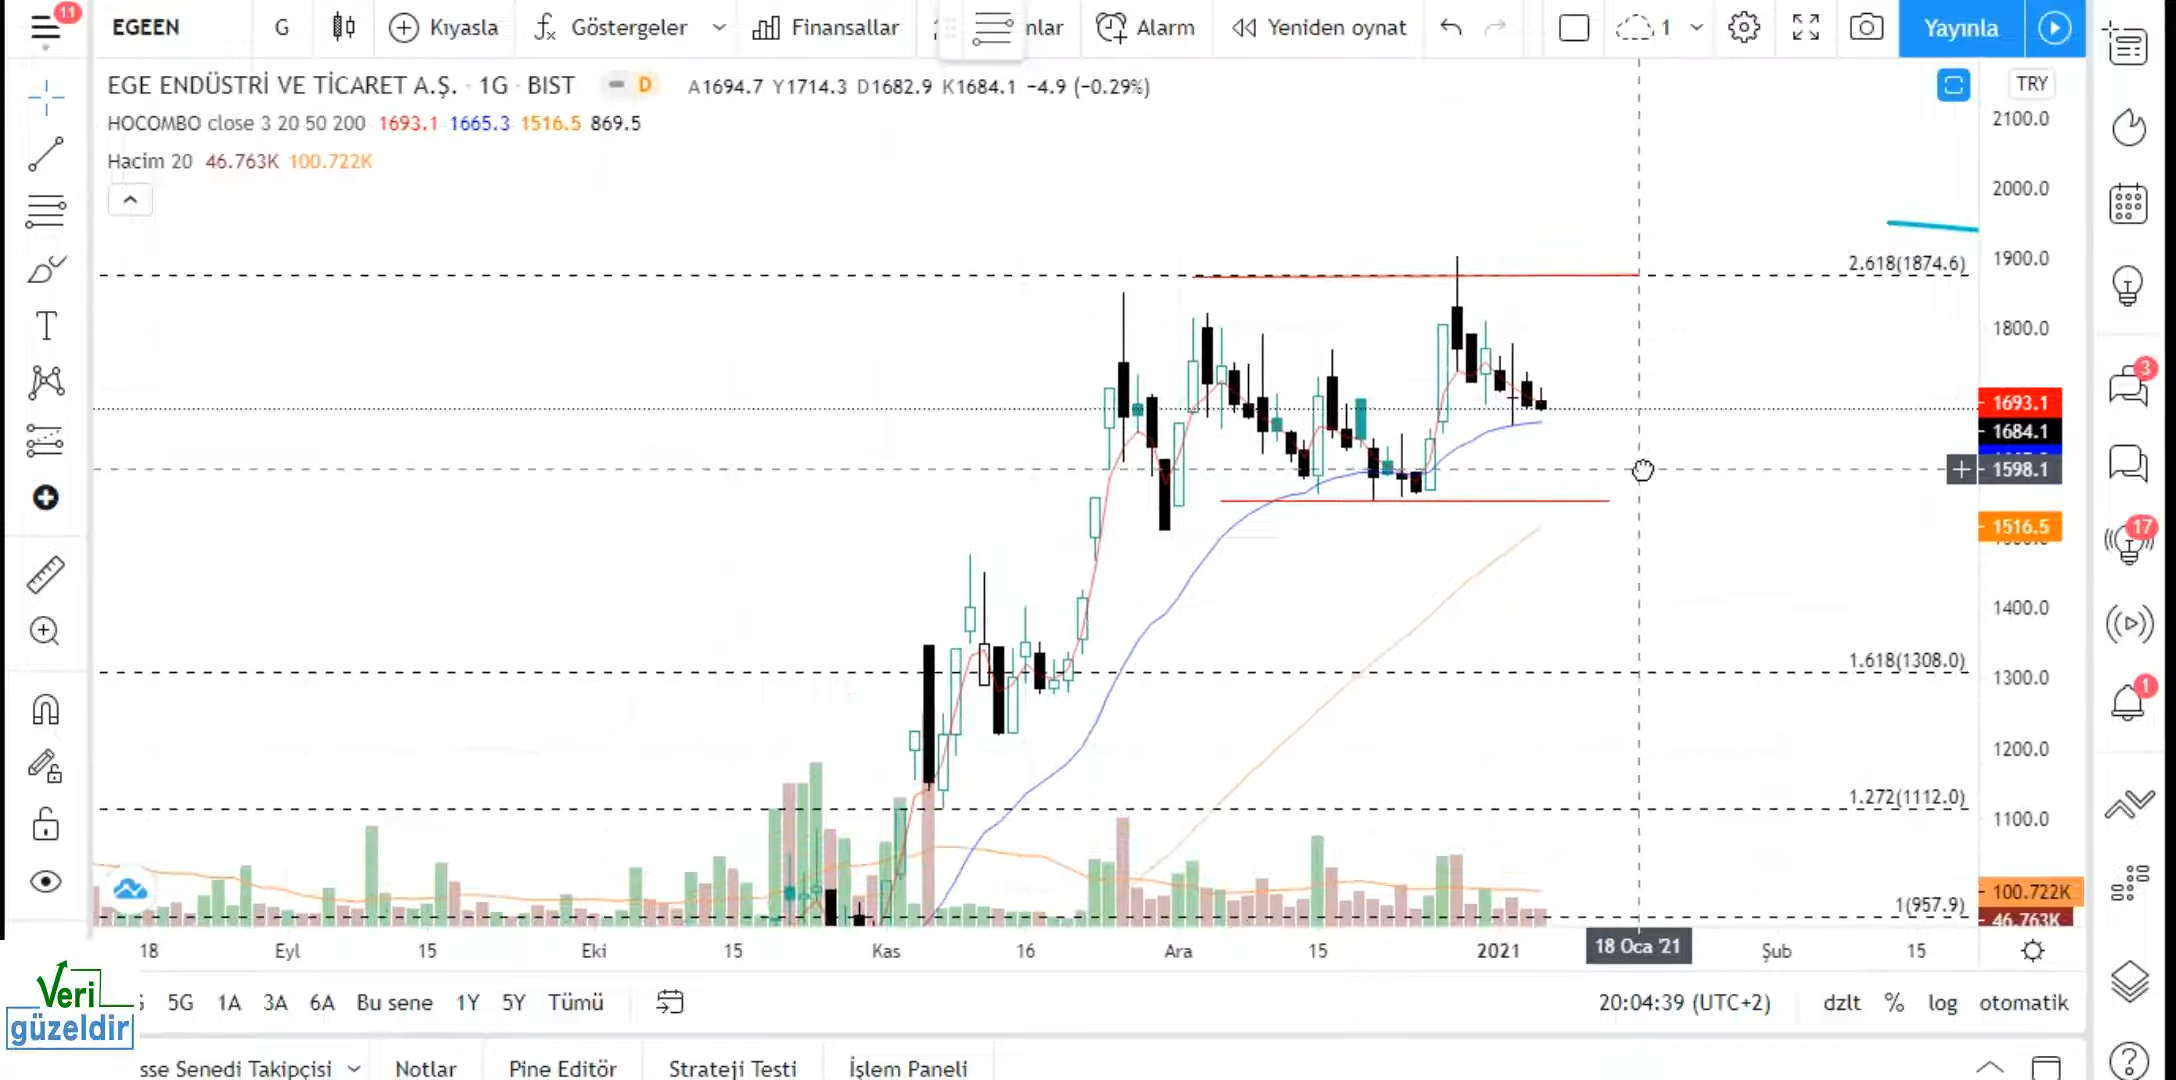 11
EGEEN G Kıyasla Göstergeler Finansallar nlar Alarm Yeniden oynat 1 Yayınla
EGE ENDÜSTRİ VE TİCARET A.Ş. · 1G · BIST D A1694.7 Y1714.3 D1682.9 K1684.1 −4.9 (−0.29%)
TRY
HOCOMBO close 3 20 50 200 1693.1 1665.3 1516.5 869.5
Hacim 20 46.763K 100.722K
2100.0
2000.0
2.618(1874.6)
1900.0
1800.0
3
1693.1
1684.1
1598.1
1516.5
17
1400.0
1.618(1308.0)
1300.0
1
1200.0
1.272(1112.0)
1100.0
100.722K
1(957.9)
46.763K
18 Eyl 15 Eki 15 Kas 16 Ara 15 2021 18 Oca '21 Şub 15
5G 1A 3A 6A Bu sene 1Y 5Y Tümü 20:04:39 (UTC+2) dzlt % log otomatik
Veri
güzeldir
sse Senedi Takipçisi Notlar Pine Editör Strateji Testi İşlem Paneli